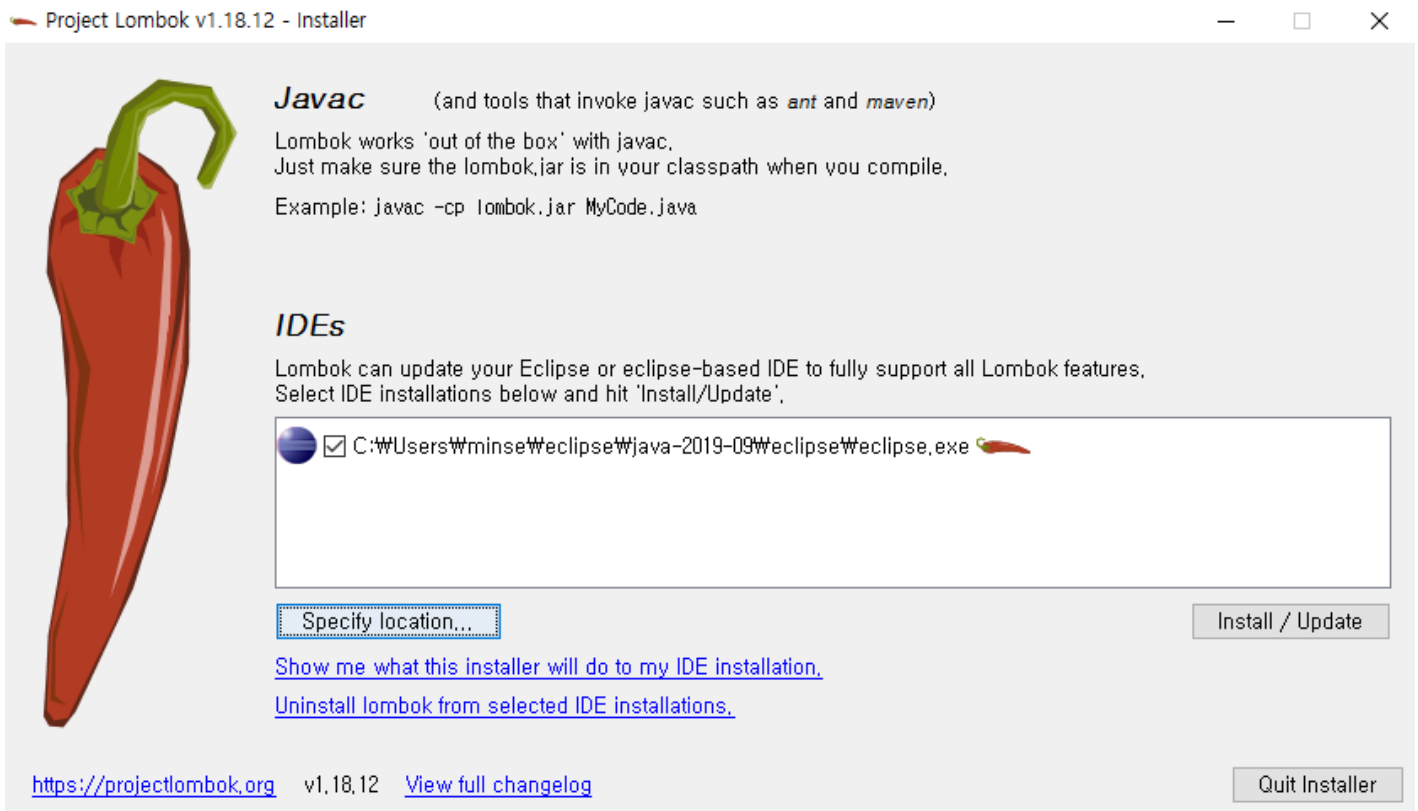 Project Lombok v1.18.12 - Installer
Javac (and tools that invoke javac such as ant and maven)
Lombok works 'out of the box' with javac.
Just make sure the lombok.jar is in your classpath when you compile.
Example: javac -cp lombok.jar MyCode.java
IDEs
Lombok can update your Eclipse or eclipse-based IDE to fully support all Lombok features.
Select IDE installations below and hit 'Install/Update'.
C:₩Users₩minse₩eclipse₩java-2019-09₩eclipse₩eclipse.exe
Specify location...
Install / Update
Show me what this installer will do to my IDE installation.
Uninstall lombok from selected IDE installations.
https://projectlombok.org v1.18.12 View full changelog
Quit Installer